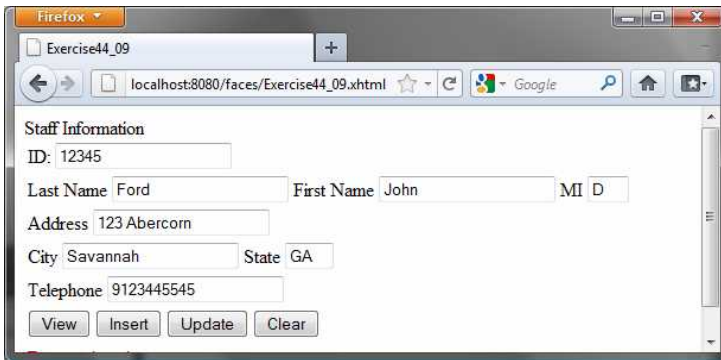 Firefox
Exercise44_09
localhost:8080/faces/Exercise44_09.xhtml Google
Staff Information
ID: 12345
Last Name Ford First Name John MI D
Address 123 Abercorn
City Savannah State GA
Telephone 9123445545
View Insert Update Clear